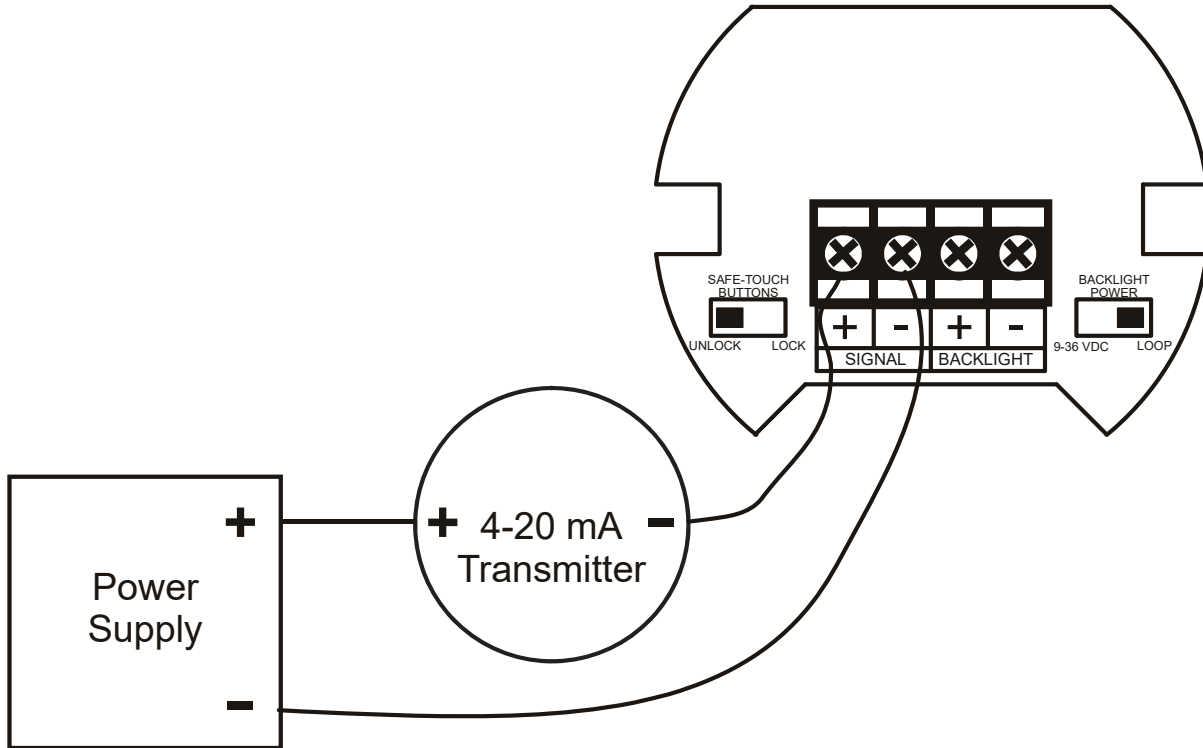 SAFE-TOUCH
BUTTONS
UNLOCK LOCK
+ - + -
SIGNAL BACKLIGHT
BACKLIGHT
POWER
9-36 VDC LOOP
+
Power
Supply
-
+ 4-20 mA -
Transmitter